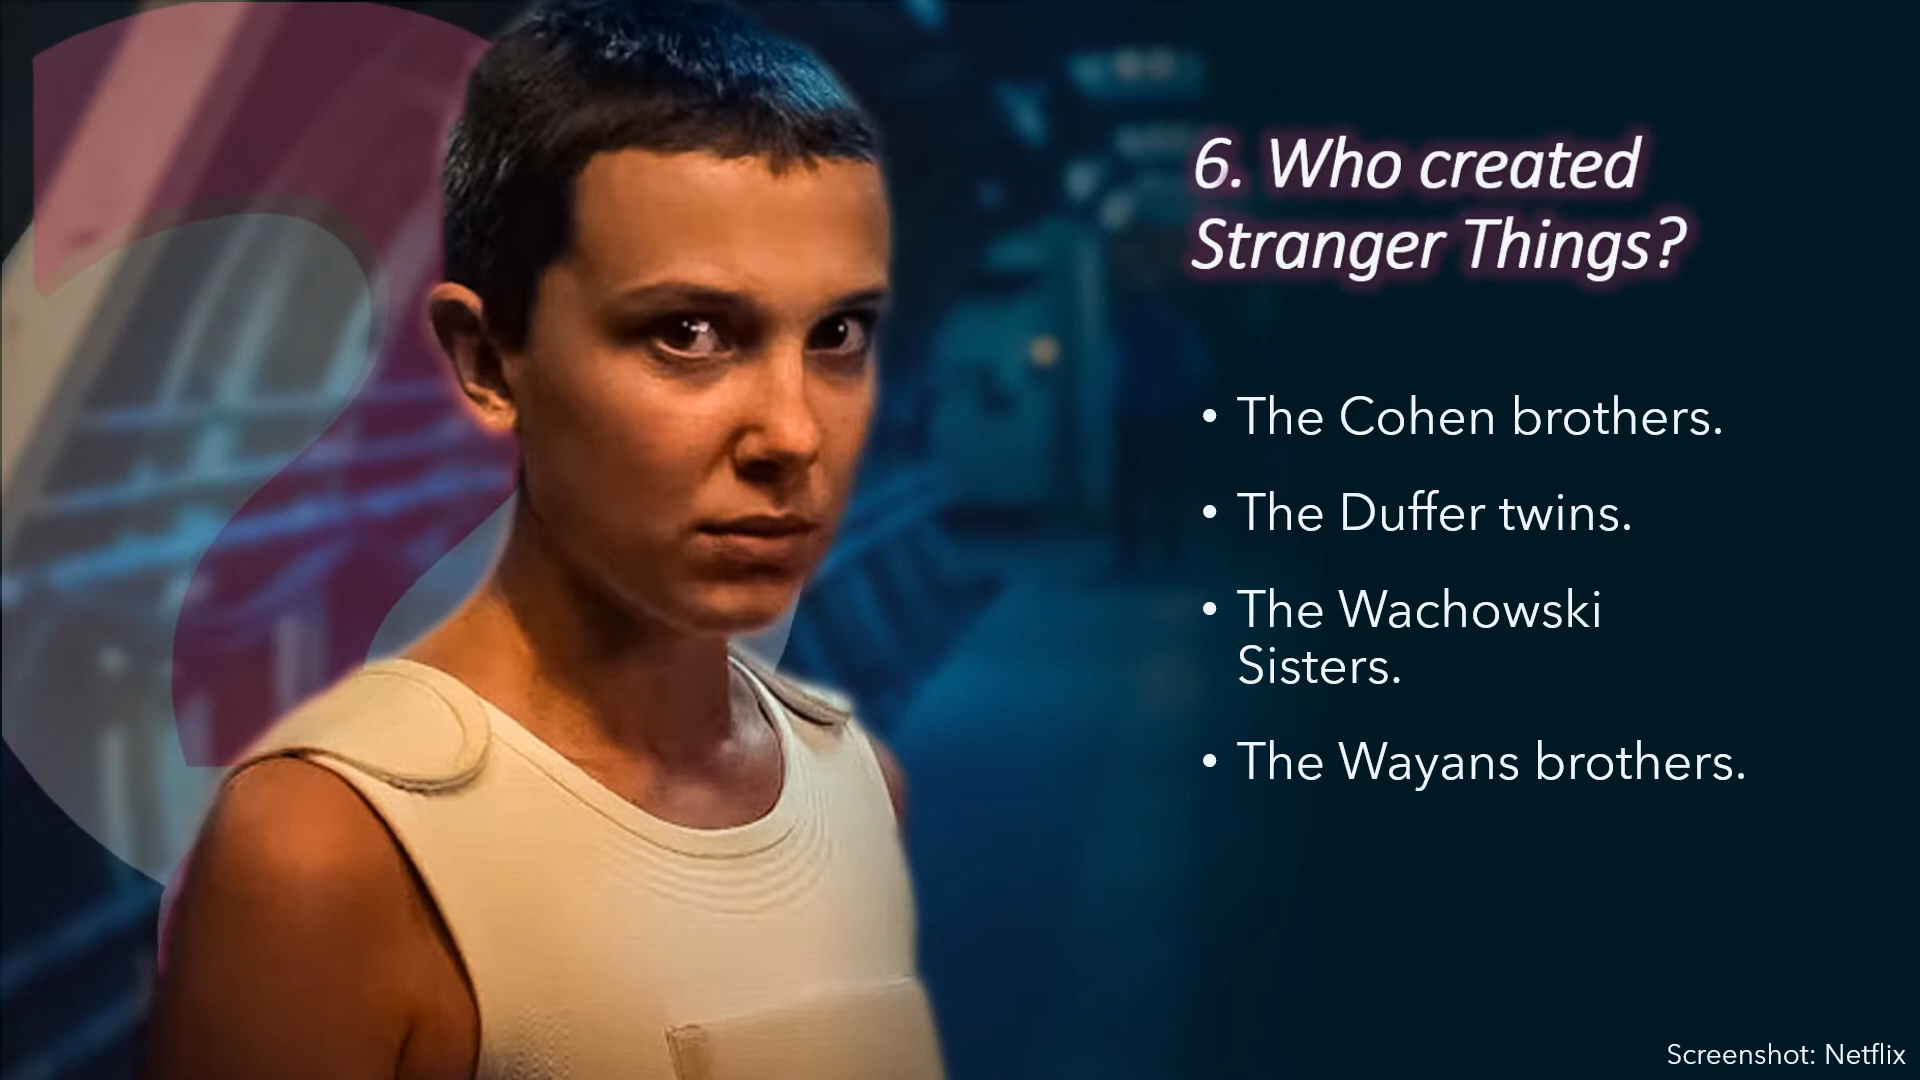 6. Who created
Stranger Things?
• The Cohen brothers.
• The Duffer twins.
• The Wachowski
Sisters.
• The Wayans brothers.
Screenshot: Netflix